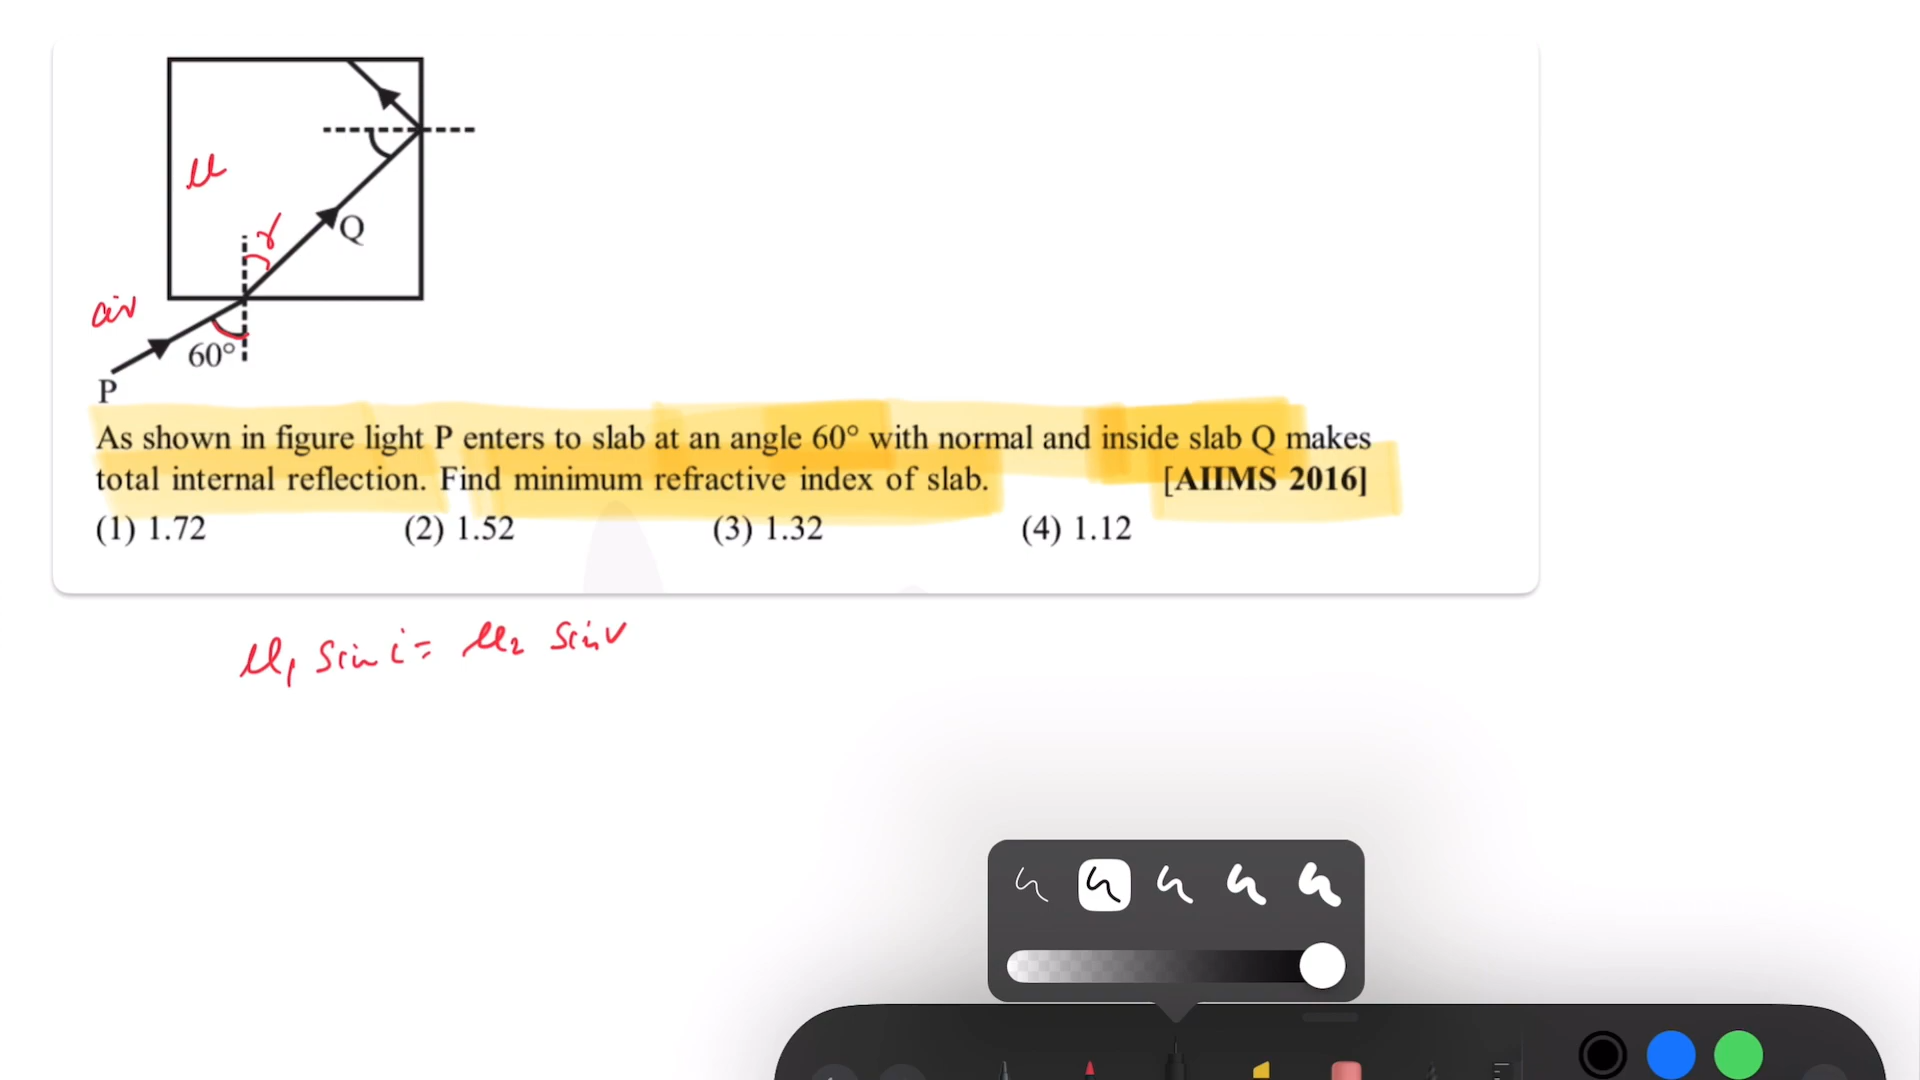 μ
r
Q
air
60°
P
As shown in figure light P enters to slab at an angle 60° with normal and inside slab Q makes
total internal reflection. Find minimum refractive index of slab. [AIIMS 2016]
(1) 1.72 (2) 1.52 (3) 1.32 (4) 1.12
μ₁ sin i = μ₂ sin r